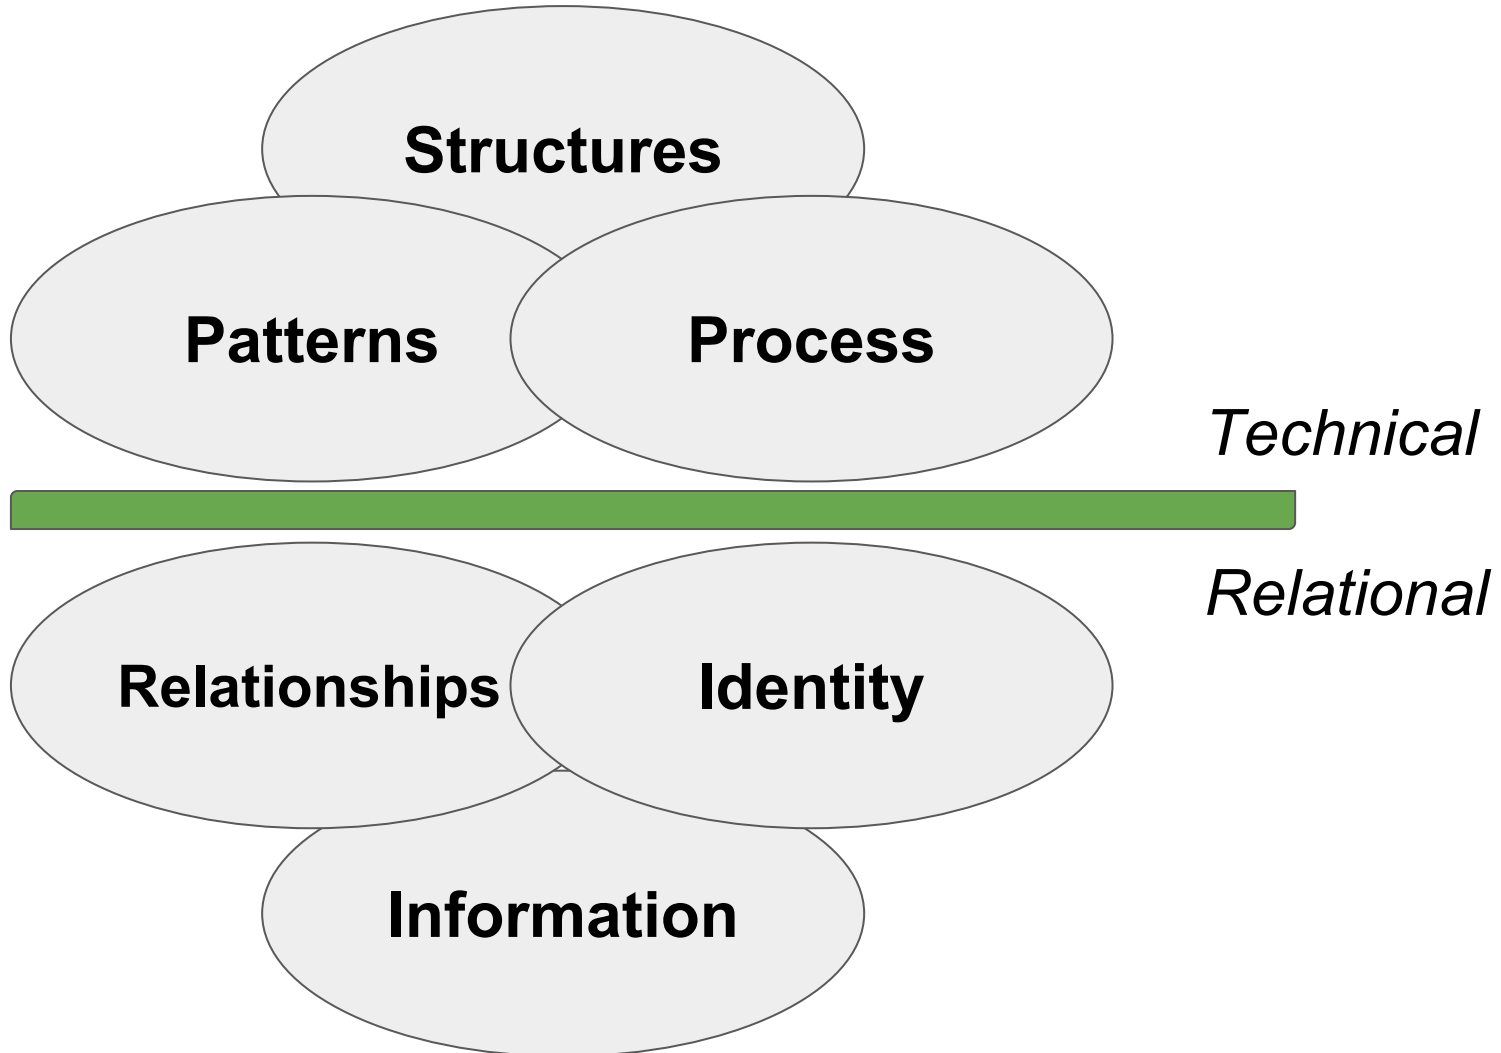 Structures
Patterns
Process
Technical
Relational
Relationships
Identity
Information